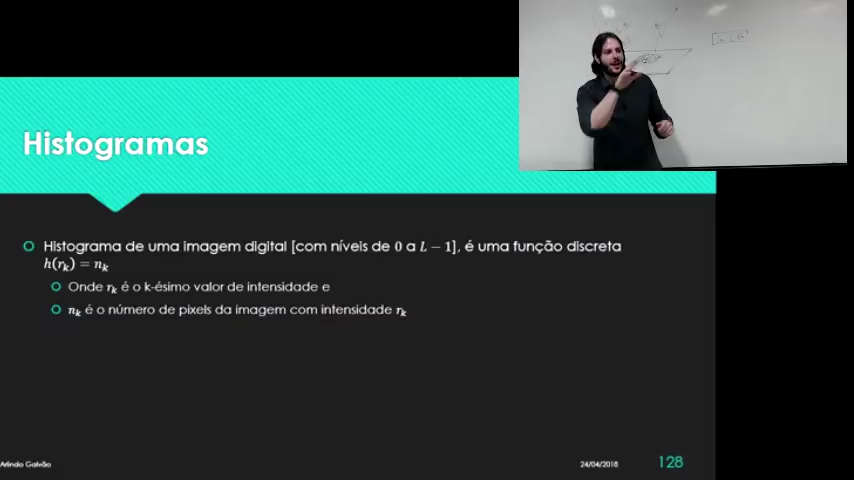 Histogramas
Histograma de uma imagem digital [com níveis de 0 a L − 1], é uma função discreta
h(rₖ) = nₖ
Onde rₖ é o k-ésimo valor de intensidade e
nₖ é o número de pixels da imagem com intensidade rₖ
Arlindo Galvão
24/04/2018
128